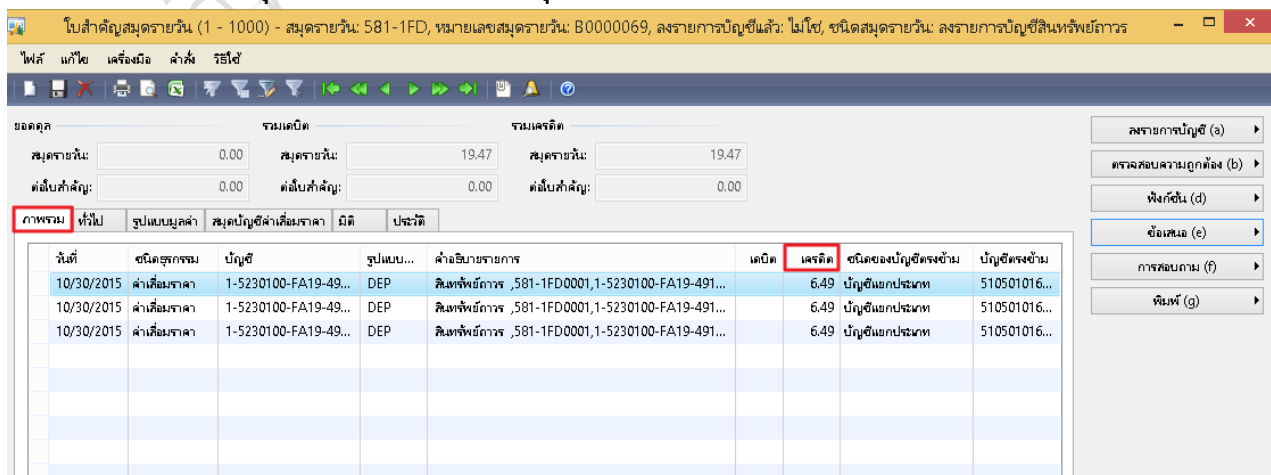 ใบสำคัญสมุดรายวัน (1 - 1000) - สมุดรายวัน: 581-1FD, หมายเลขสมุดรายวัน: B0000069, ลงรายการบัญชีแล้ว: ไม่ใช่, ชนิดสมุดรายวัน: ลงรายการบัญชีสินทรัพย์ถาวร
ไฟล์ แก้ไข เครื่องมือ คำสั่ง วิธีใช้
ยอดดุล รวมเดบิต รวมเครดิต
สมุดรายวัน: 0.00 สมุดรายวัน: 19.47 สมุดรายวัน: 19.47
ต่อใบสำคัญ: 0.00 ต่อใบสำคัญ: 0.00 ต่อใบสำคัญ: 0.00
ลงรายการบัญชี (a)
ตรวจสอบความถูกต้อง (b)
ฟังก์ชัน (d)
ข้อเสนอ (e)
การสอบถาม (f)
พิมพ์ (g)
ภาพรวม ทั่วไป รูปแบบมูลค่า สมุดบัญชีค่าเสื่อมราคา มิติ ประวัติ
วันที่ ชนิดธุรกรรม บัญชี รูปแบบ... คำอธิบายรายการ เดบิต เครดิต ชนิดของบัญชีตรงข้าม บัญชีตรงข้าม
10/30/2015 ค่าเสื่อมราคา 1-5230100-FA19-49... DEP สินทรัพย์ถาวร ,581-1FD0001,1-5230100-FA19-491... 6.49 บัญชีแยกประเภท 510501016...
10/30/2015 ค่าเสื่อมราคา 1-5230100-FA19-49... DEP สินทรัพย์ถาวร ,581-1FD0001,1-5230100-FA19-491... 6.49 บัญชีแยกประเภท 510501016...
10/30/2015 ค่าเสื่อมราคา 1-5230100-FA19-49... DEP สินทรัพย์ถาวร ,581-1FD0001,1-5230100-FA19-491... 6.49 บัญชีแยกประเภท 510501016...